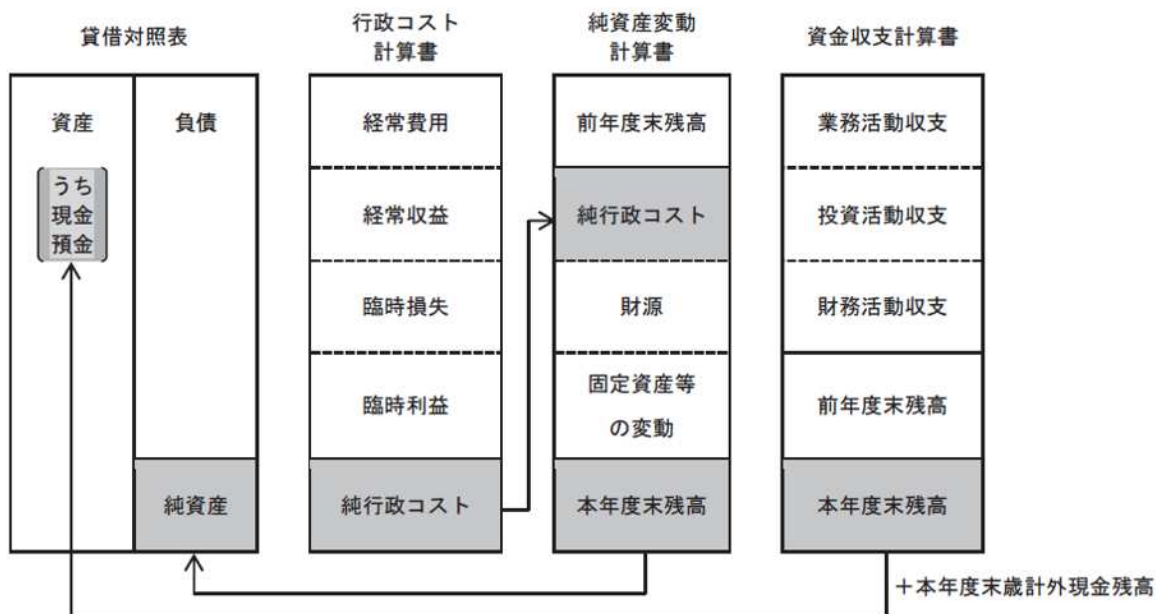 貸借対照表
資産
うち
現金
預金
負債
純資産
行政コスト
計算書
経常費用
経常収益
臨時損失
臨時利益
純行政コスト
純資産変動
計算書
前年度末残高
純行政コスト
財源
固定資産等
の変動
本年度末残高
資金収支計算書
業務活動収支
投資活動収支
財務活動収支
前年度末残高
本年度末残高
＋本年度末歳計外現金残高